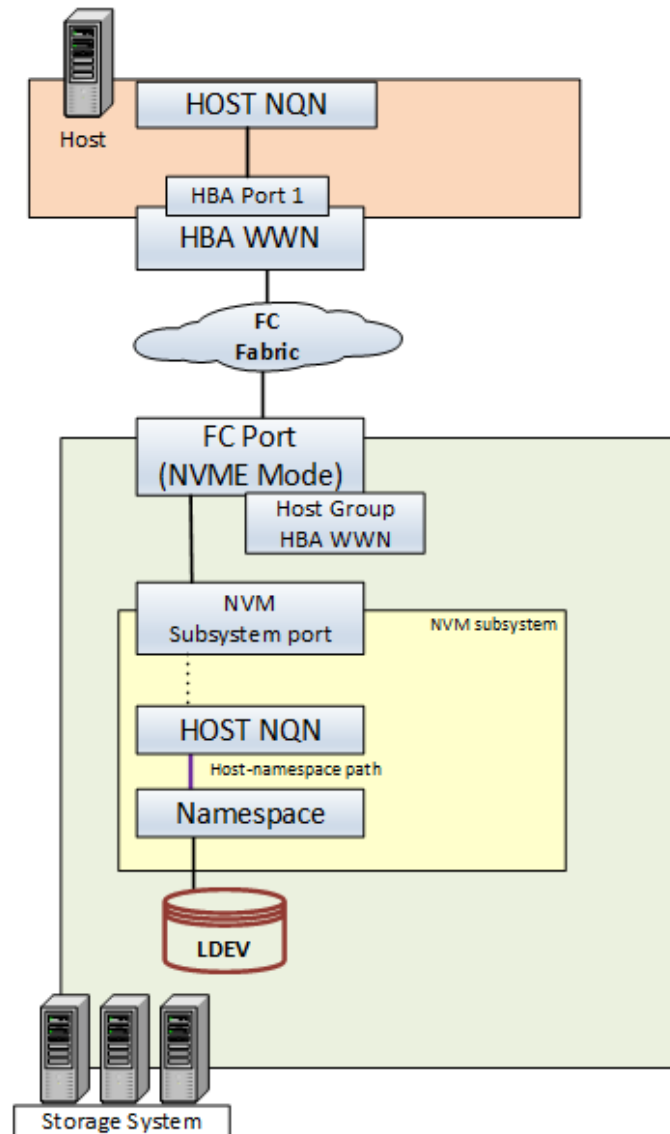 HOST NQN
Host
HBA Port 1
HBA WWN
FC
Fabric
FC Port
(NVME Mode)
Host Group
HBA WWN
NVM
Subsystem port
NVM subsystem
HOST NQN
Host-namespace path
Namespace
LDEV
Storage System